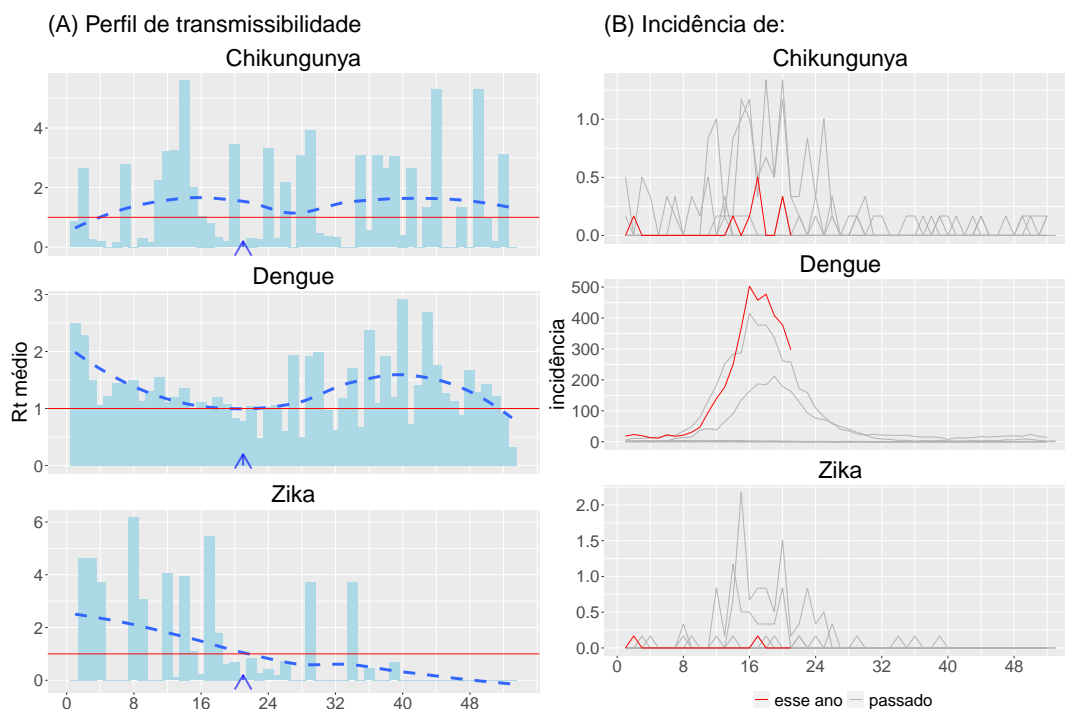 (A) Perfil de transmissibilidade
Chikungunya
4
2
0
Dengue
3
2
1
0
Zika
6
4
2
0
0 8 16 24 32 40 48
Rt médio
(B) Incidência de:
Chikungunya
1.0
0.5
0.0
Dengue
500
400
300
200
100
0
Zika
2.0
1.5
1.0
0.5
0.0
0 8 16 24 32 40 48
incidência
esse ano passado